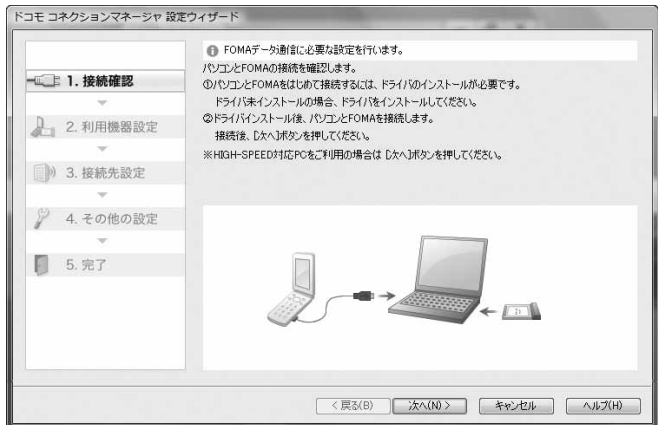 ドコモ コネクションマネージャ 設定ウィザード
FOMAデータ通信に必要な設定を行います。
パソコンとFOMAの接続を確認します。
①パソコンとFOMAをはじめて接続するには、ドライバのインストールが必要です。
ドライバ未インストールの場合、ドライバをインストールしてください。
②ドライバインストール後、パソコンとFOMAを接続します。
接続後、[次へ]ボタンを押してください。
※HIGH-SPEED対応PCをご利用の場合は [次へ]ボタンを押してください。
1. 接続確認
2. 利用機器設定
3. 接続先設定
4. その他の設定
5. 完了
< 戻る(B)
次へ(N) >
キャンセル
ヘルプ(H)